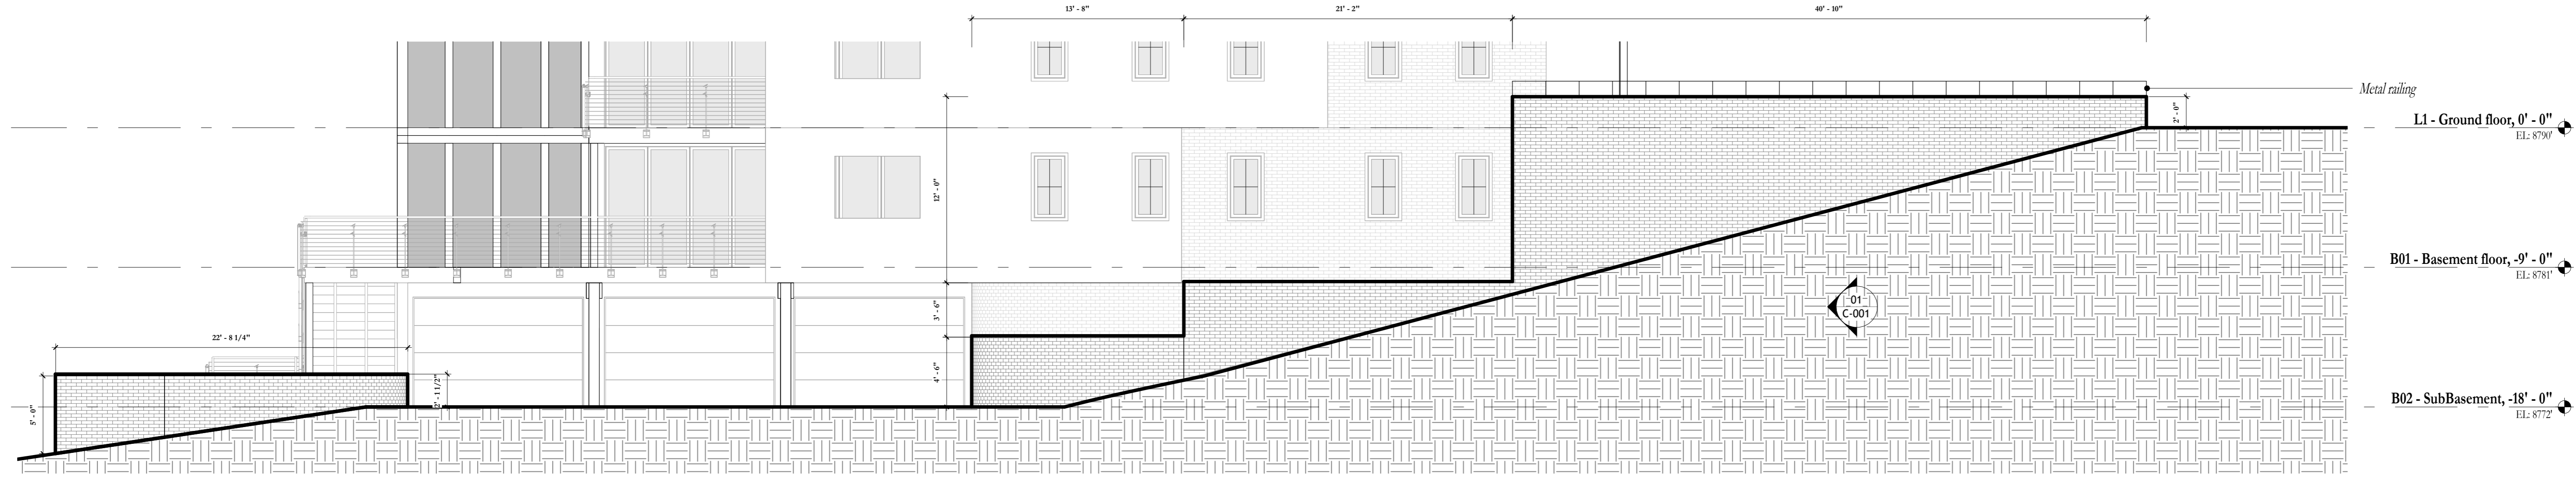 13' - 8"
21' - 2"
40' - 10"
Metal railing
2' - 0"
L1 - Ground floor, 0' - 0"
EL: 8790'
12' - 0"
B01 - Basement floor, -9' - 0"
EL: 8781'
01
C-001
3' - 6"
22' - 8 1/4"
4' - 6"
2' - 1 1/2"
5' - 0"
B02 - SubBasement, -18' - 0"
EL: 8772'